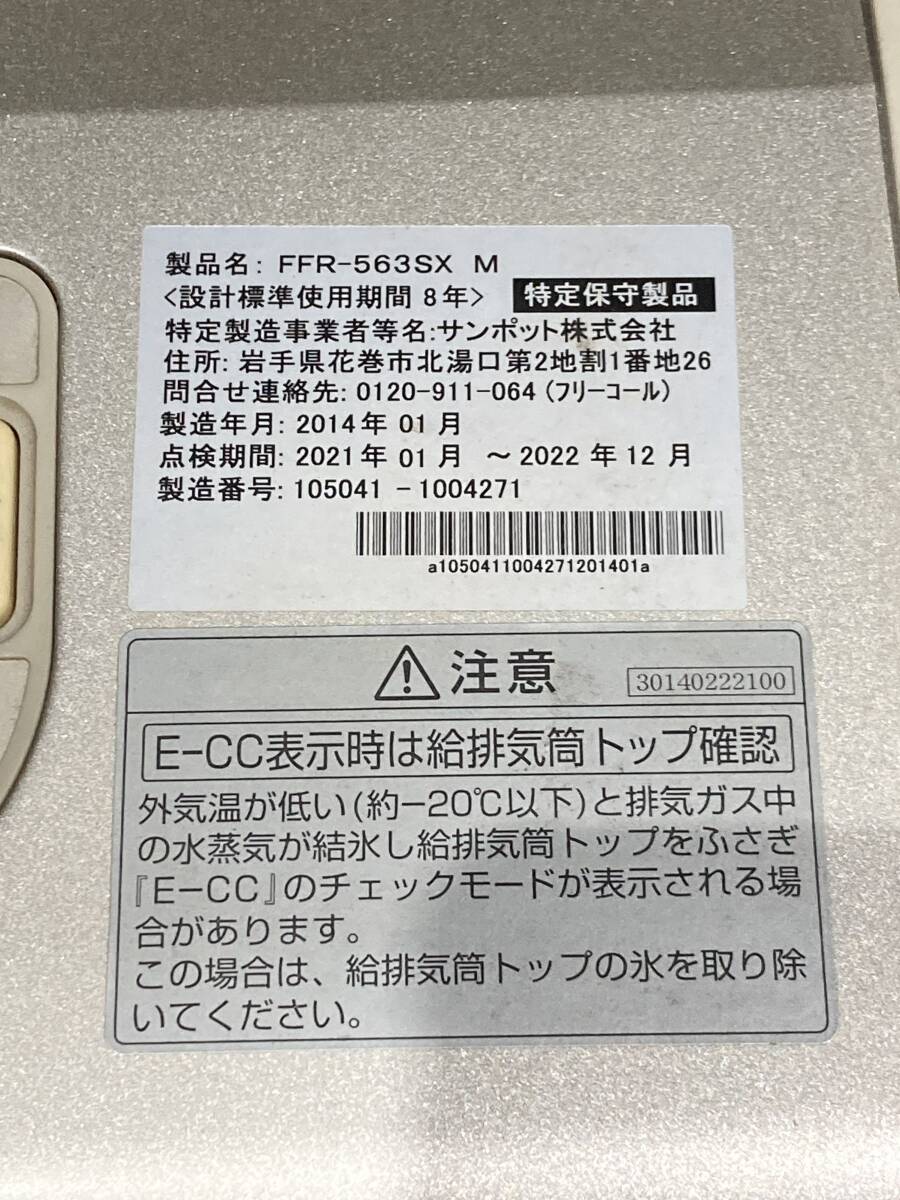 製品名: FFR-563SX M
<設計標準使用期間 8年> 特定保守製品
特定製造事業者等名:サンポット株式会社
住所: 岩手県花巻市北湯口第2地割1番地26
問合せ連絡先: 0120-911-064 (フリーコール)
製造年月: 2014年 01月
点検期間: 2021年 01月 ～2022年12月
製造番号: 105041-1004271
a1050411004271201401a
注意
30140222100
E-CC表示時は給排気筒トップ確認
外気温が低い(約-20℃以下)と排気ガス中
の水蒸気が結氷し給排気筒トップをふさぎ
『E-CC』のチェックモードが表示される場
合があります。
この場合は、給排気筒トップの氷を取り除
いてください。